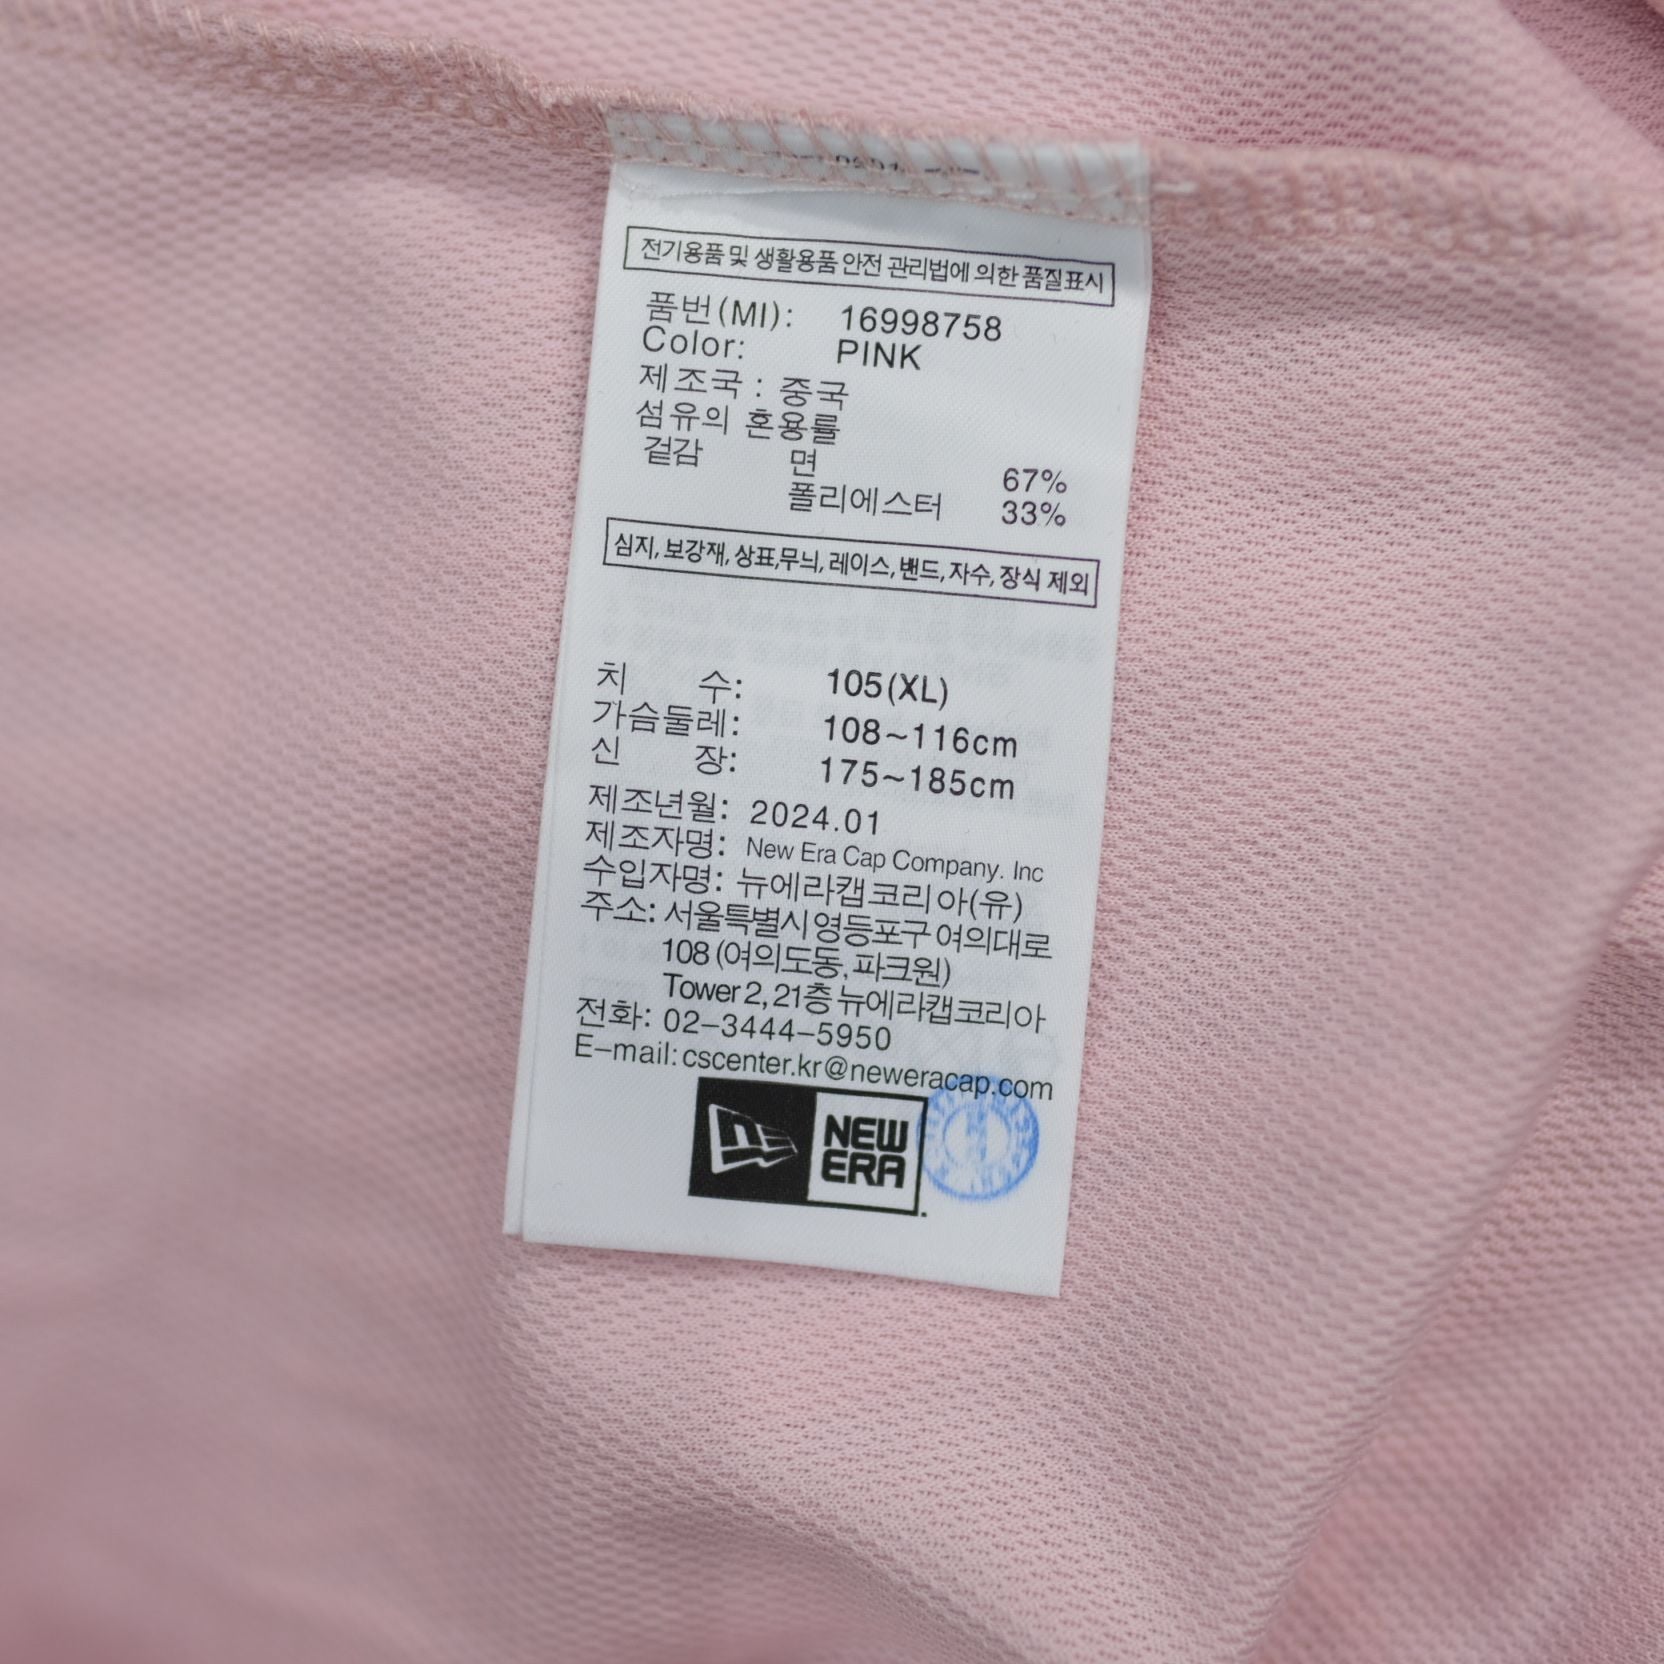 전기용품 및 생활용품 안전 관리법에 의한 품질표시
품번(MI): 16998758
Color: PINK
제조국 : 중국
섬유의 혼용률
겉감 면 67%
폴리에스터 33%
심지, 보강재, 상표,무늬, 레이스, 밴드, 자수, 장식 제외
치 수: 105(XL)
가슴둘레: 108~116cm
신 장: 175~185cm
제조년월: 2024.01
제조자명: New Era Cap Company. Inc
수입자명: 뉴에라캡코리아(유)
주소: 서울특별시 영등포구 여의대로
108 (여의도동, 파크원)
Tower 2, 21층 뉴에라캡코리아
전화: 02-3444-5950
E-mail: cscenter.kr@neweracap.com
NEW
ERA